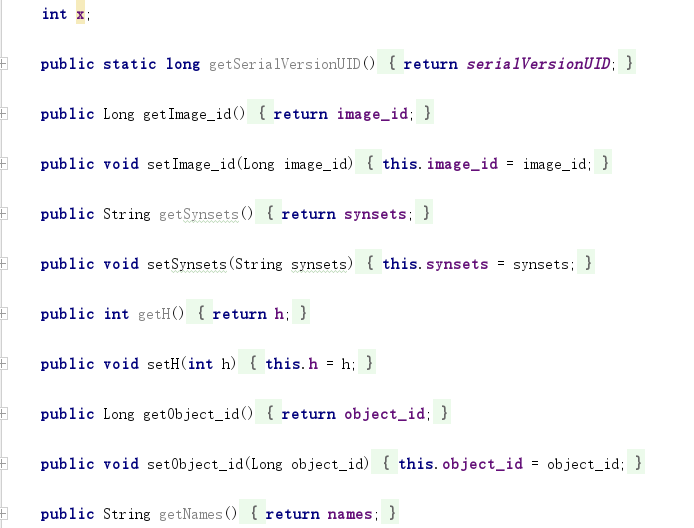 int x;
public static long getSerialVersionUID() { return serialVersionUID; }
public Long getImage_id() { return image_id; }
public void setImage_id(Long image_id) { this.image_id = image_id; }
public String getSynsets() { return synsets; }
public void setSynsets(String synsets) { this.synsets = synsets; }
public int getH() { return h; }
public void setH(int h) { this.h = h; }
public Long getObject_id() { return object_id; }
public void setObject_id(Long object_id) { this.object_id = object_id; }
public String getNames() { return names; }